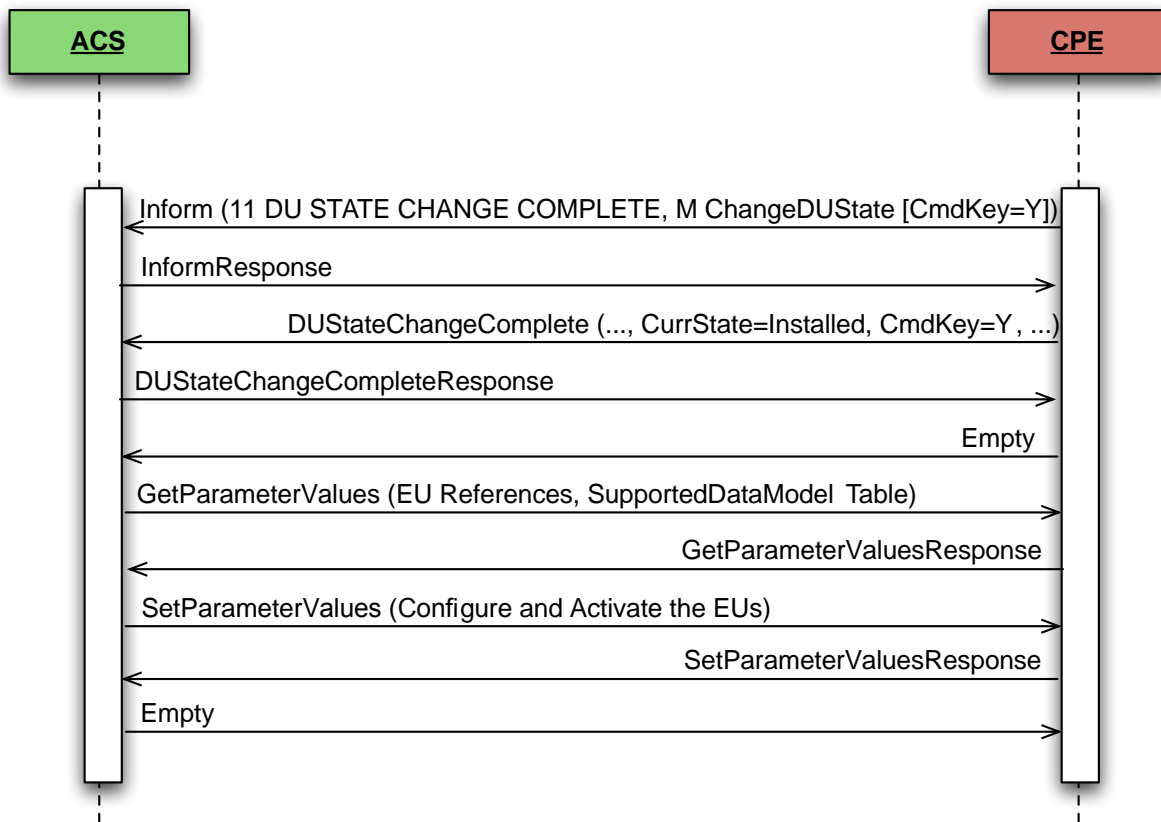 ACS
CPE
Inform (11 DU STATE CHANGE COMPLETE, M ChangeDUState [CmdKey=Y])
InformResponse
DUStateChangeComplete (..., CurrState=Installed, CmdKey=Y, ...)
DUStateChangeCompleteResponse
Empty
GetParameterValues (EU References, SupportedDataModel Table)
GetParameterValuesResponse
SetParameterValues (Configure and Activate the EUs)
SetParameterValuesResponse
Empty